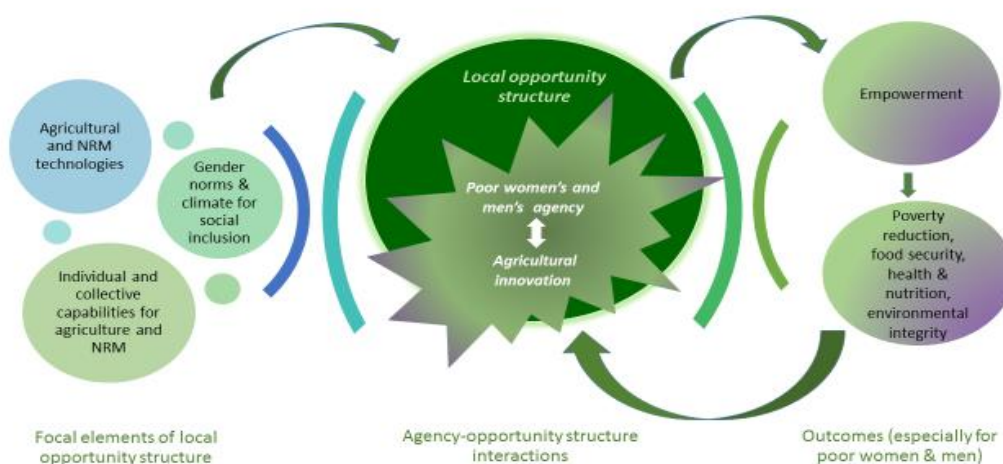 Agricultural
and NRM
technologies
Gender
norms &
climate for
social
inclusion
Individual and
collective
capabilities for
agriculture and
NRM
Local opportunity
structure
Poor women's and
men's agency
Agricultural
innovation
Empowerment
Poverty
reduction,
food security,
health &
nutrition,
environmental
integrity
Focal elements of local
opportunity structure
Agency-opportunity structure
interactions
Outcomes (especially for
poor women & men)